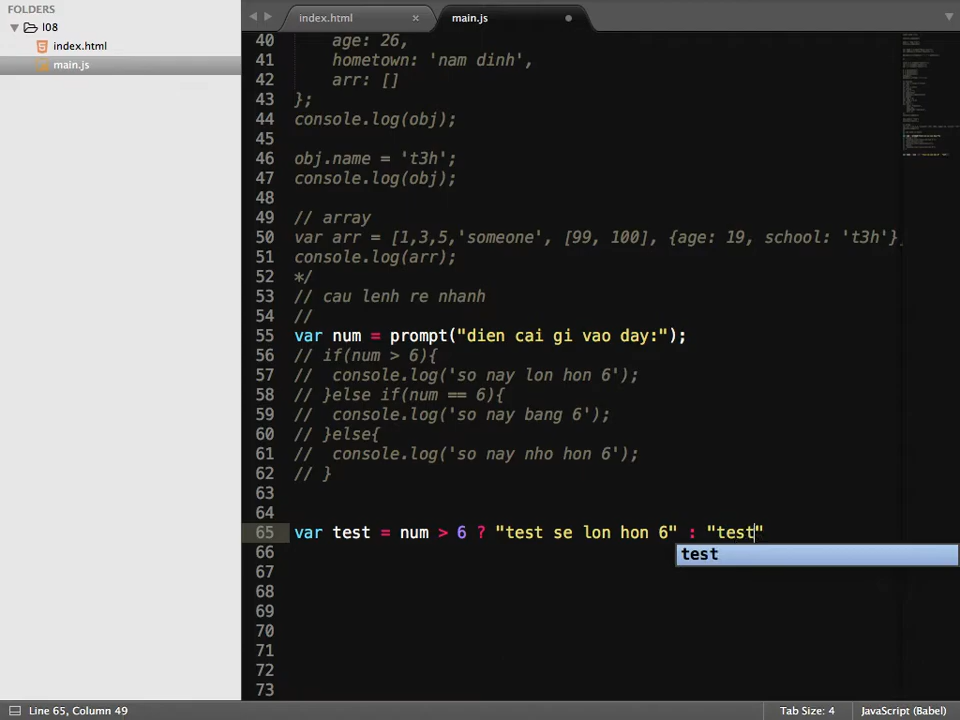 FOLDERS
l08
index.html
main.js
index.html ×
main.js
40 age: 26,
41 hometown: 'nam dinh',
42 arr: []
43 };
44 console.log(obj);
45
46 obj.name = 't3h';
47 console.log(obj);
48
49 // array
50 var arr = [1,3,5,'someone', [99, 100], {age: 19, school: 't3h'}
51 console.log(arr);
52 */
53 // cau lenh re nhanh
54 //
55 var num = prompt("dien cai gi vao day:");
56 // if(num > 6){
57 //  console.log('so nay lon hon 6');
58 // }else if(num == 6){
59 //  console.log('so nay bang 6');
60 // }else{
61 //  console.log('so nay nho hon 6');
62 // }
63
64
65 var test = num > 6 ? "test se lon hon 6" : "test"
test
66
67
68
69
70
71
72
73
Line 65, Column 49
Tab Size: 4
JavaScript (Babel)